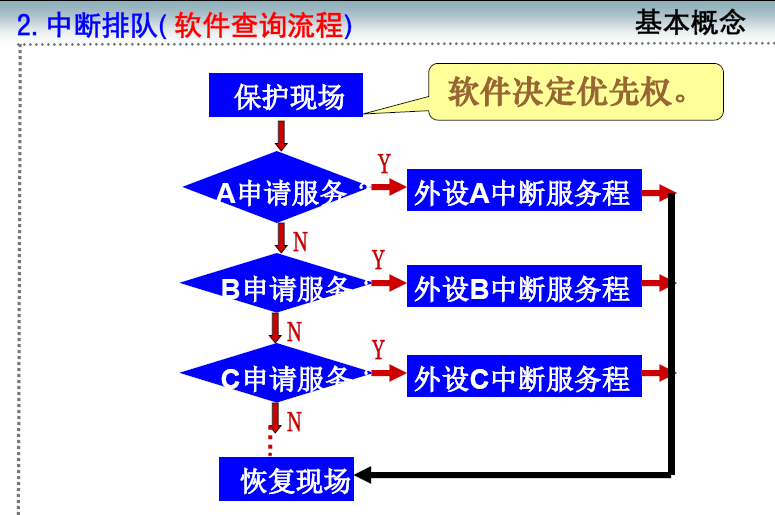 2. 中断排队( 软件查询流程)
基本概念
保护现场
软件决定优先权。
A申请服务？
Y
外设A中断服务程
N
B申请服务？
Y
外设B中断服务程
N
C申请服务？
Y
外设C中断服务程
N
恢复现场